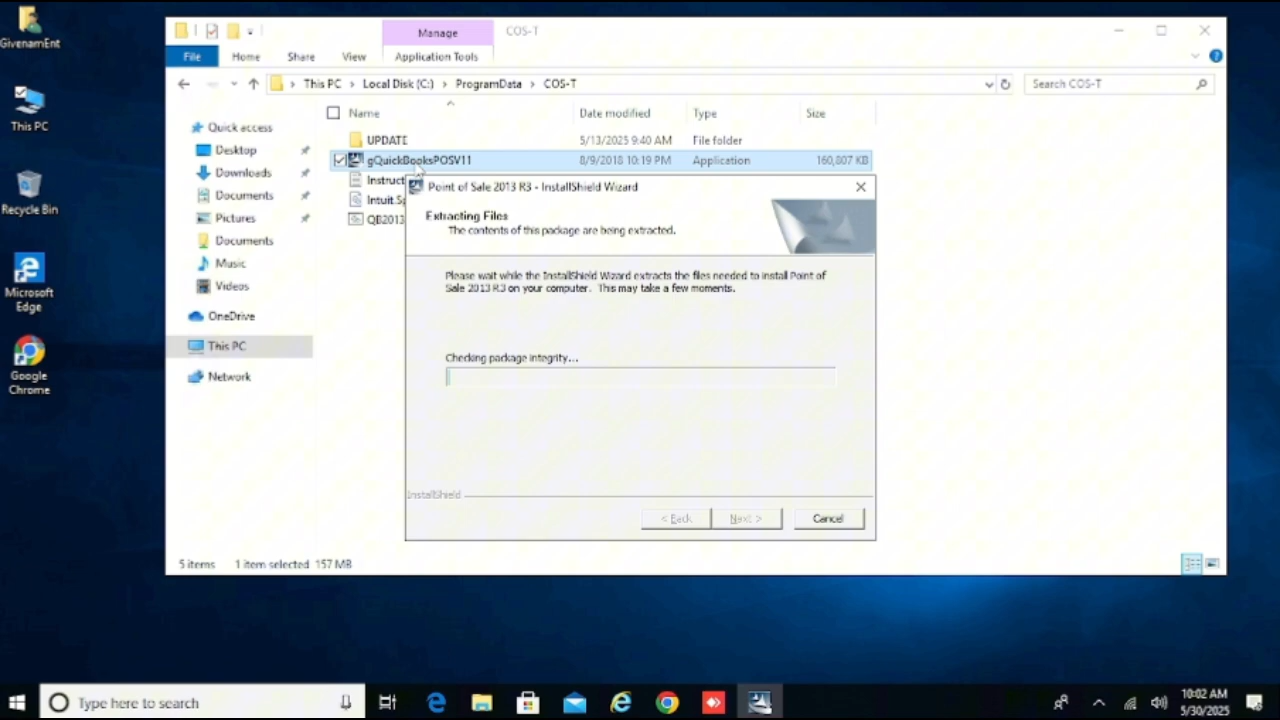 GivenamEnt
This PC
Recycle Bin
Microsoft
Edge
Google
Chrome
Manage
COS-T
File
Home
Share
View
Application Tools
This PC > Local Disk (C:) > ProgramData > COS-T
Search COS-T
Name
Date modified
Type
Size
Quick access
Desktop
Downloads
Documents
Pictures
Documents
Music
Videos
OneDrive
This PC
Network
UPDATE
5/13/2025 9:40 AM
File folder
gQuickBooksPOSV11
8/9/2018 10:19 PM
Application
160,807 KB
Instruct
Intuit.Sp
QB2013
Point of Sale 2013 R3 - InstallShield Wizard
Extracting Files
The contents of this package are being extracted.
Please wait while the InstallShield Wizard extracts the files needed to install Point of
Sale 2013 R3 on your computer. This may take a few moments.
Checking package integrity...
InstallShield
< Back
Next >
Cancel
5 items
1 item selected 157 MB
Type here to search
10:02 AM
5/30/2025